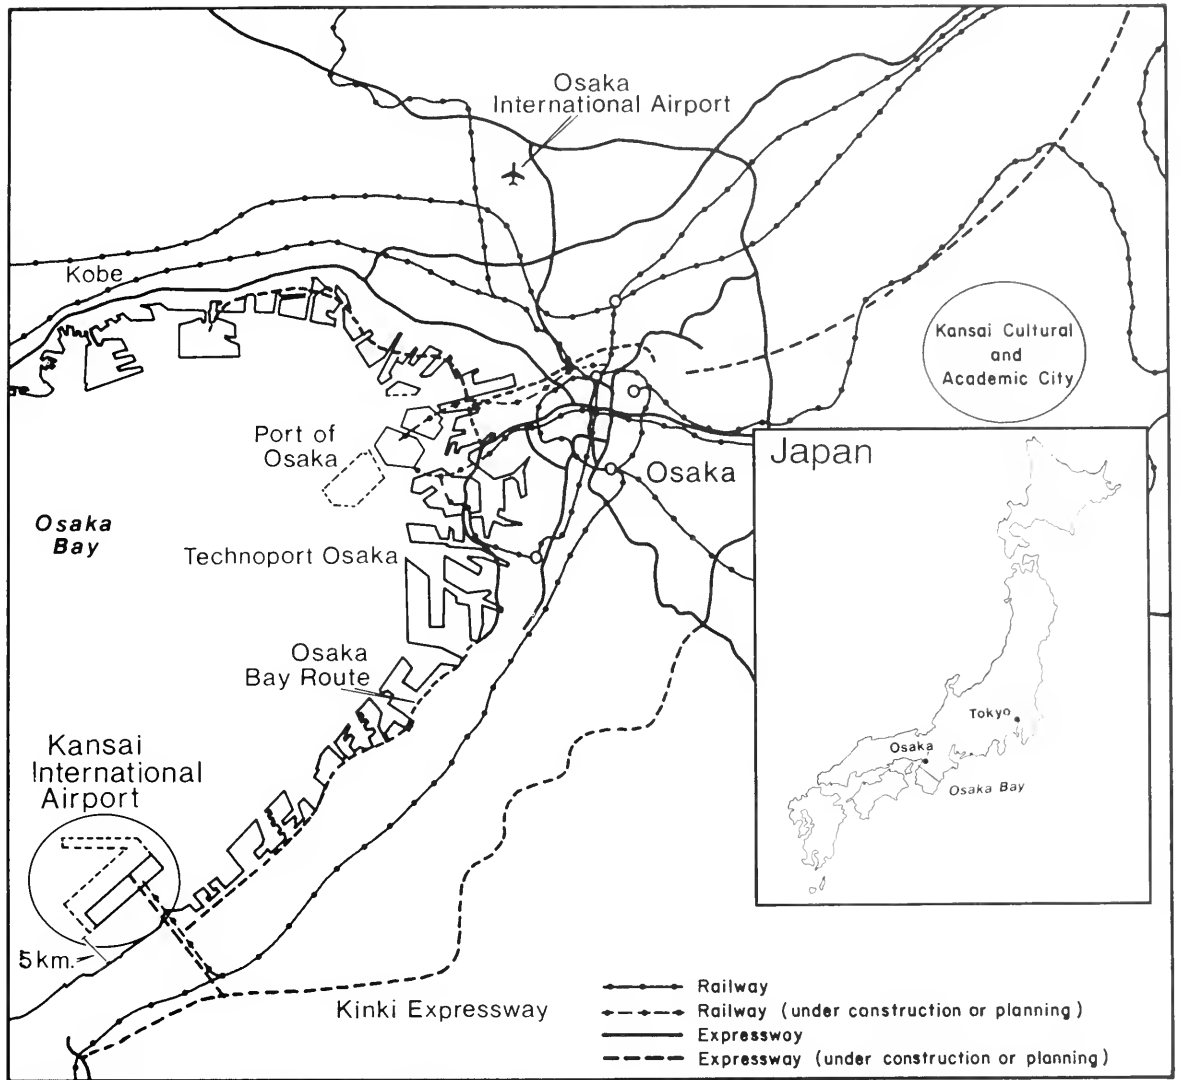 Osaka
International Airport
Kobe
Kansai Cultural
and
Academic City
Port of
Osaka
Osaka
Japan
Osaka
Bay
Technoport Osaka
Osaka
Bay Route
Tokyo
Osaka
Osaka Bay
Kansai
International
Airport
5km.
Kinki Expressway
Railway
Railway (under construction or planning)
Expressway
Expressway (under construction or planning)